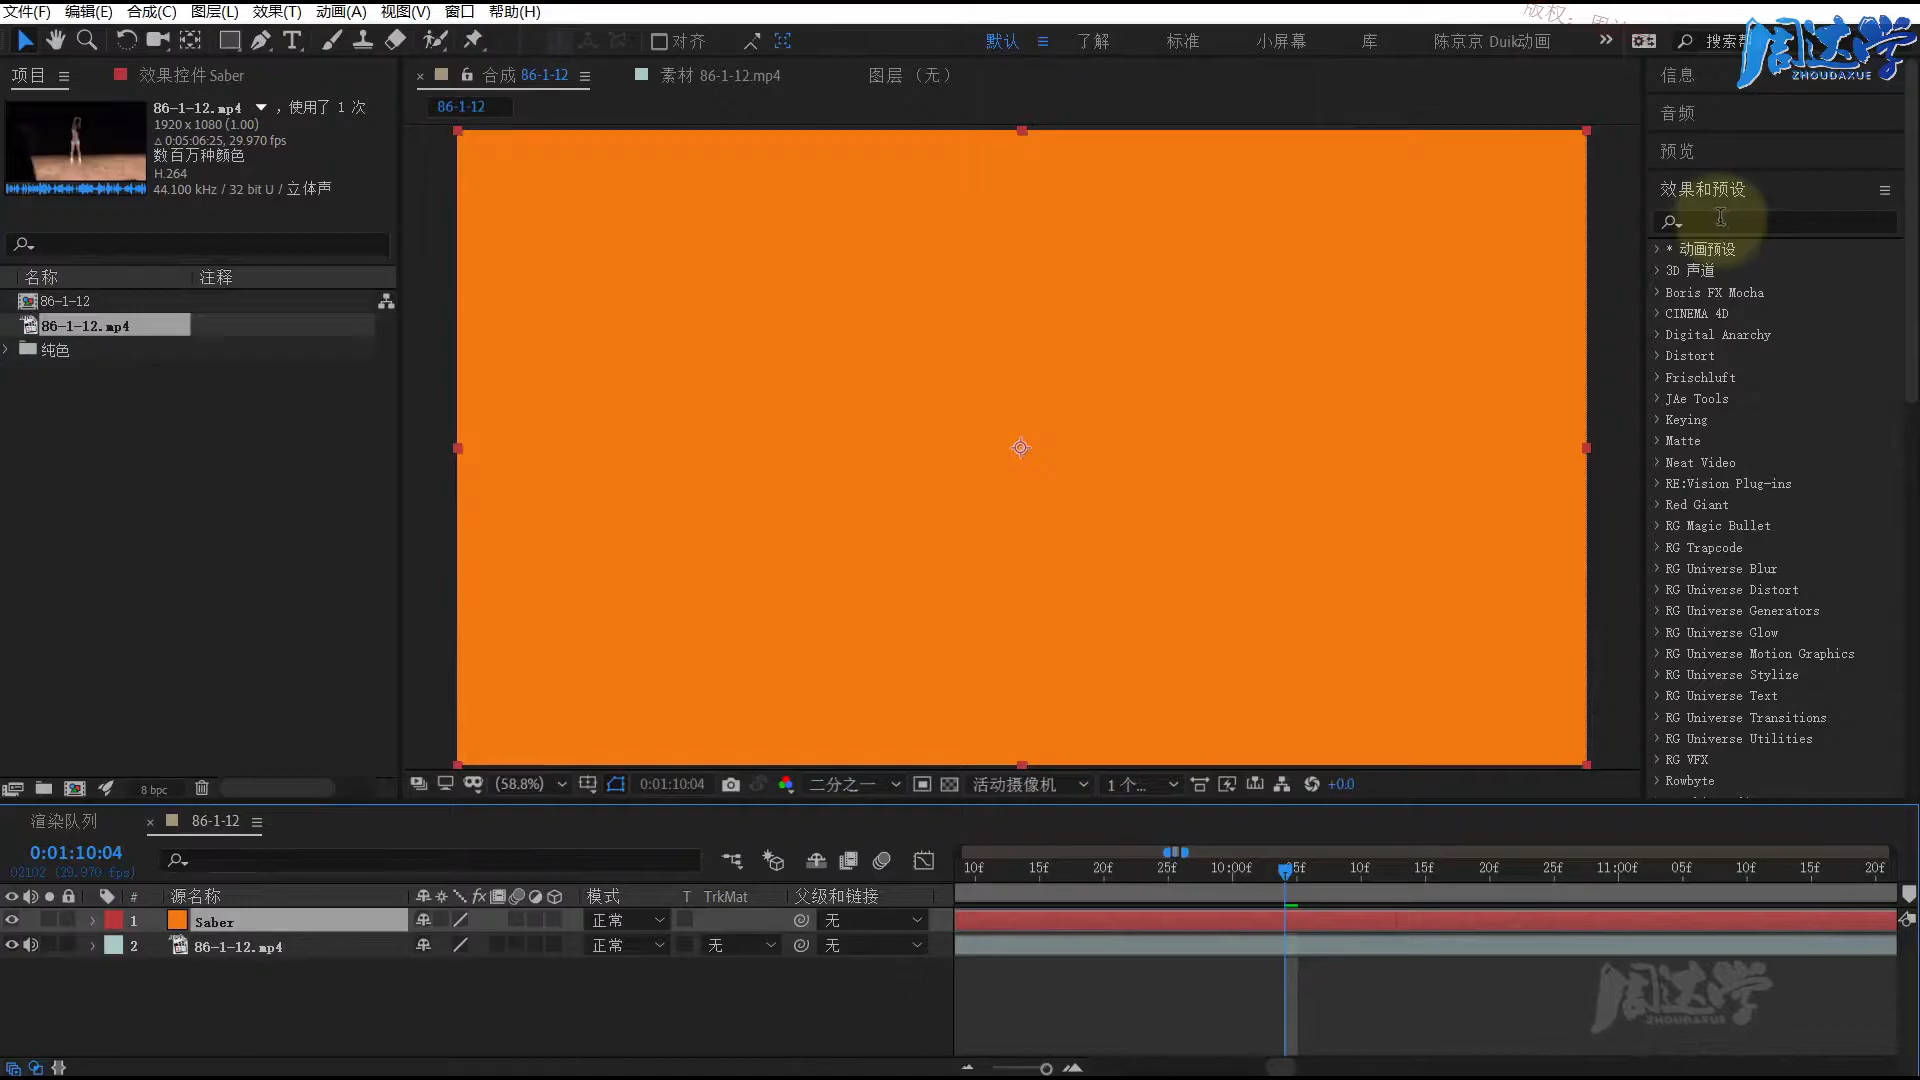 文件(F) 编辑(E) 合成(C) 图层(L) 效果(T) 动画(A) 视图(V) 窗口 帮助(H)
对齐 默认 了解 标准 小屏幕 库 陈京京 Duik动画 搜索帮
周达学
ZHOUDAXUE
项目 效果控件 Saber
合成 86-1-12 素材 86-1-12.mp4 图层 （无）
86-1-12
86-1-12.mp4 ，使用了 1 次
1920 x 1080 (1.00)
△ 0:05:06:25, 29.970 fps
数百万种颜色
H.264
44.100 kHz / 32 bit U / 立体声
名称 注释
86-1-12
86-1-12.mp4
纯色
8 bpc
信息
音频
预览
效果和预设
* 动画预设
3D 声道
Boris FX Mocha
CINEMA 4D
Digital Anarchy
Distort
Frischluft
JAe Tools
Keying
Matte
Neat Video
RE:Vision Plug-ins
Red Giant
RG Magic Bullet
RG Trapcode
RG Universe Blur
RG Universe Distort
RG Universe Generators
RG Universe Glow
RG Universe Motion Graphics
RG Universe Stylize
RG Universe Text
RG Universe Transitions
RG Universe Utilities
RG VFX
Rowbyte
(58.8%) 0:01:10:04 二分之一 活动摄像机 1 个... +0.0
渲染队列 86-1-12
0:01:10:04
02102 (29.970 fps)
10f 15f 20f 25f 10:00f 05f 10f 15f 20f 25f 11:00f 05f 10f 15f 20f
# 源名称 fx 模式 T TrkMat 父级和链接
1 Saber 正常 无
2 86-1-12.mp4 正常 无 无
周达学
ZHOUDAXUE